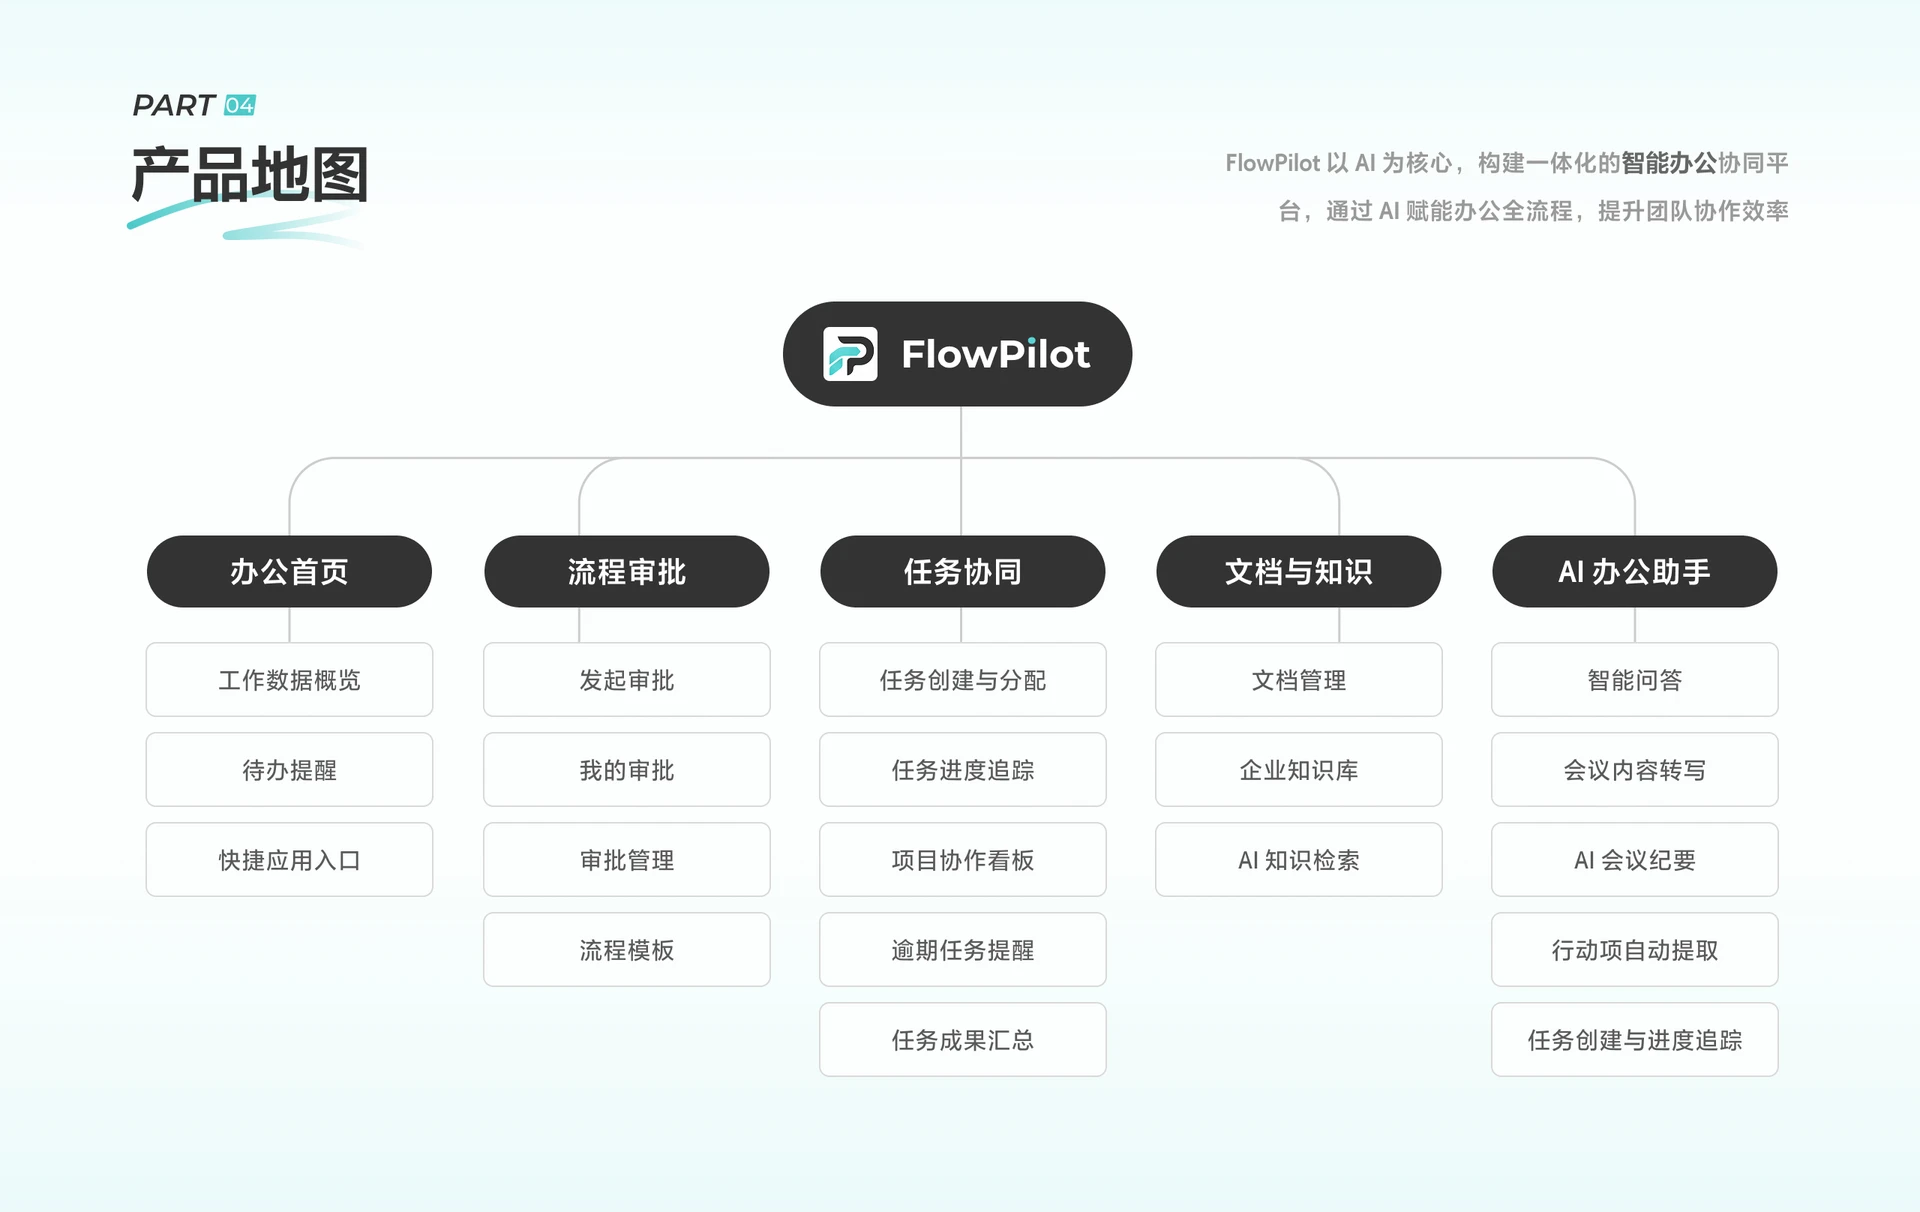 PART 04
产品地图
FlowPilot 以 AI 为核心，构建一体化的智能办公协同平
台，通过 AI 赋能办公全流程，提升团队协作效率
FlowPilot
办公首页
工作数据概览
待办提醒
快捷应用入口
流程审批
发起审批
我的审批
审批管理
流程模板
任务协同
任务创建与分配
任务进度追踪
项目协作看板
逾期任务提醒
任务成果汇总
文档与知识
文档管理
企业知识库
AI 知识检索
AI 办公助手
智能问答
会议内容转写
AI 会议纪要
行动项自动提取
任务创建与进度追踪